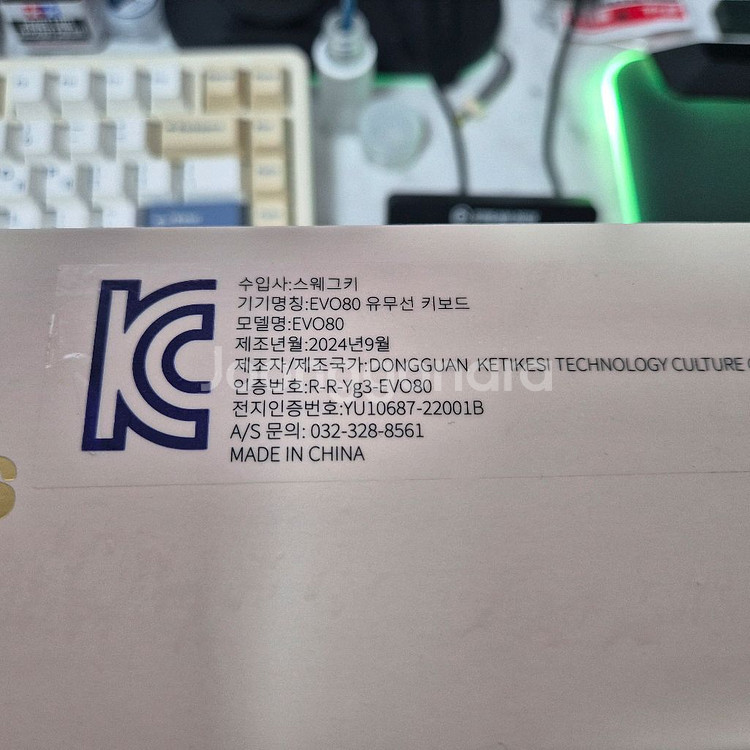 수입사:스웨그키
기기명칭:EVO80 유무선 키보드
모델명:EVO80
제조년월:2024년9월
제조자/제조국가:DONGGUAN KETIKESI TECHNOLOGY CULTURE
인증번호:R-R-Yg3-EVO80
전지인증번호:YU10687-22001B
A/S 문의: 032-328-8561
MADE IN CHINA